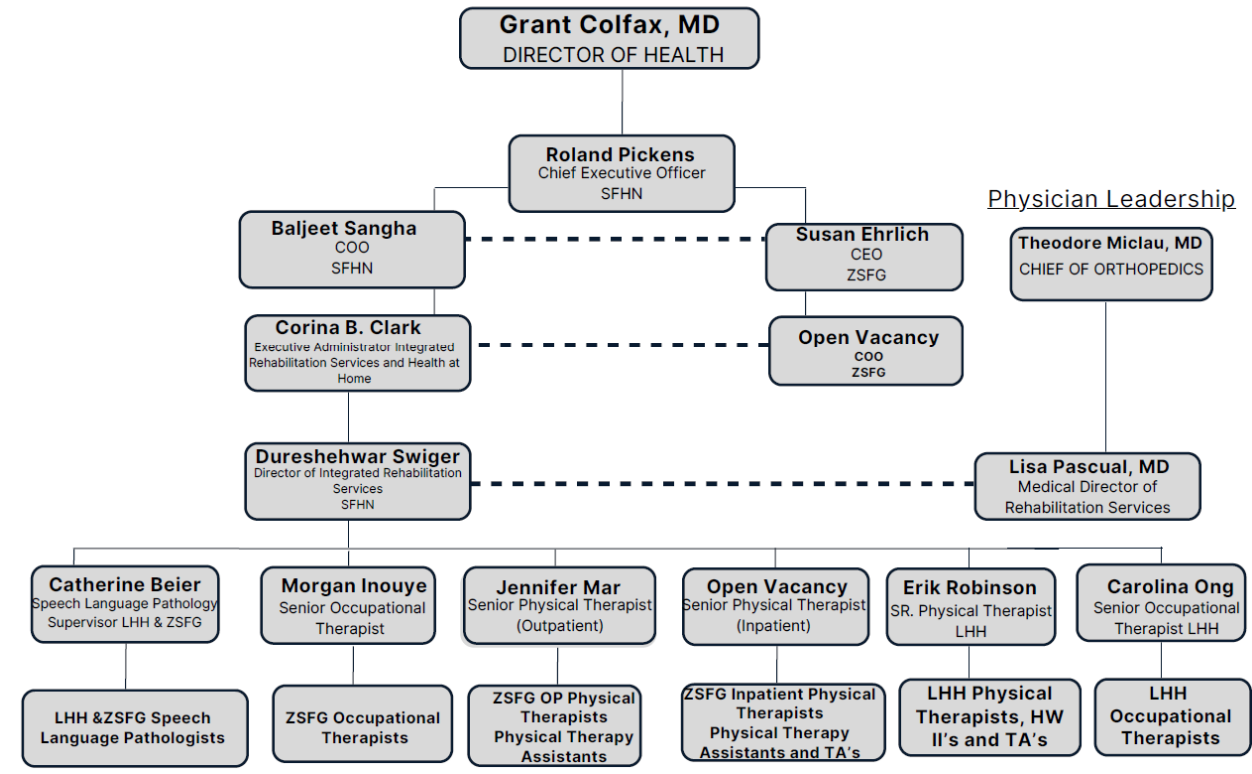 Grant Colfax, MD
DIRECTOR OF HEALTH
Roland Pickens
Chief Executive Officer
SFHN
Physician Leadership
Baljeet Sangha
COO
SFHN
Susan Ehrlich
CEO
ZSFG
Theodore Miclau, MD
CHIEF OF ORTHOPEDICS
Corina B. Clark
Executive Administrator Integrated
Rehabilitation Services and Health at
Home
Open Vacancy
COO
ZSFG
Dureshehwar Swiger
Director of Integrated Rehabilitation
Services
SFHN
Lisa Pascual, MD
Medical Director of
Rehabilitation Services
Catherine Beier
Speech Language Pathology
Supervisor LHH & ZSFG
Morgan Inouye
Senior Occupational
Therapist
Jennifer Mar
Senior Physical Therapist
(Outpatient)
Open Vacancy
Senior Physical Therapist
(Inpatient)
Erik Robinson
SR. Physical Therapist
LHH
Carolina Ong
Senior Occupational
Therapist LHH
LHH &ZSFG Speech
Language Pathologists
ZSFG Occupational
Therapists
ZSFG OP Physical
Therapists
Physical Therapy
Assistants
ZSFG Inpatient Physical
Therapists
Physical Therapy
Assistants and TA's
LHH Physical
Therapists, HW
II's and TA's
LHH
Occupational
Therapists